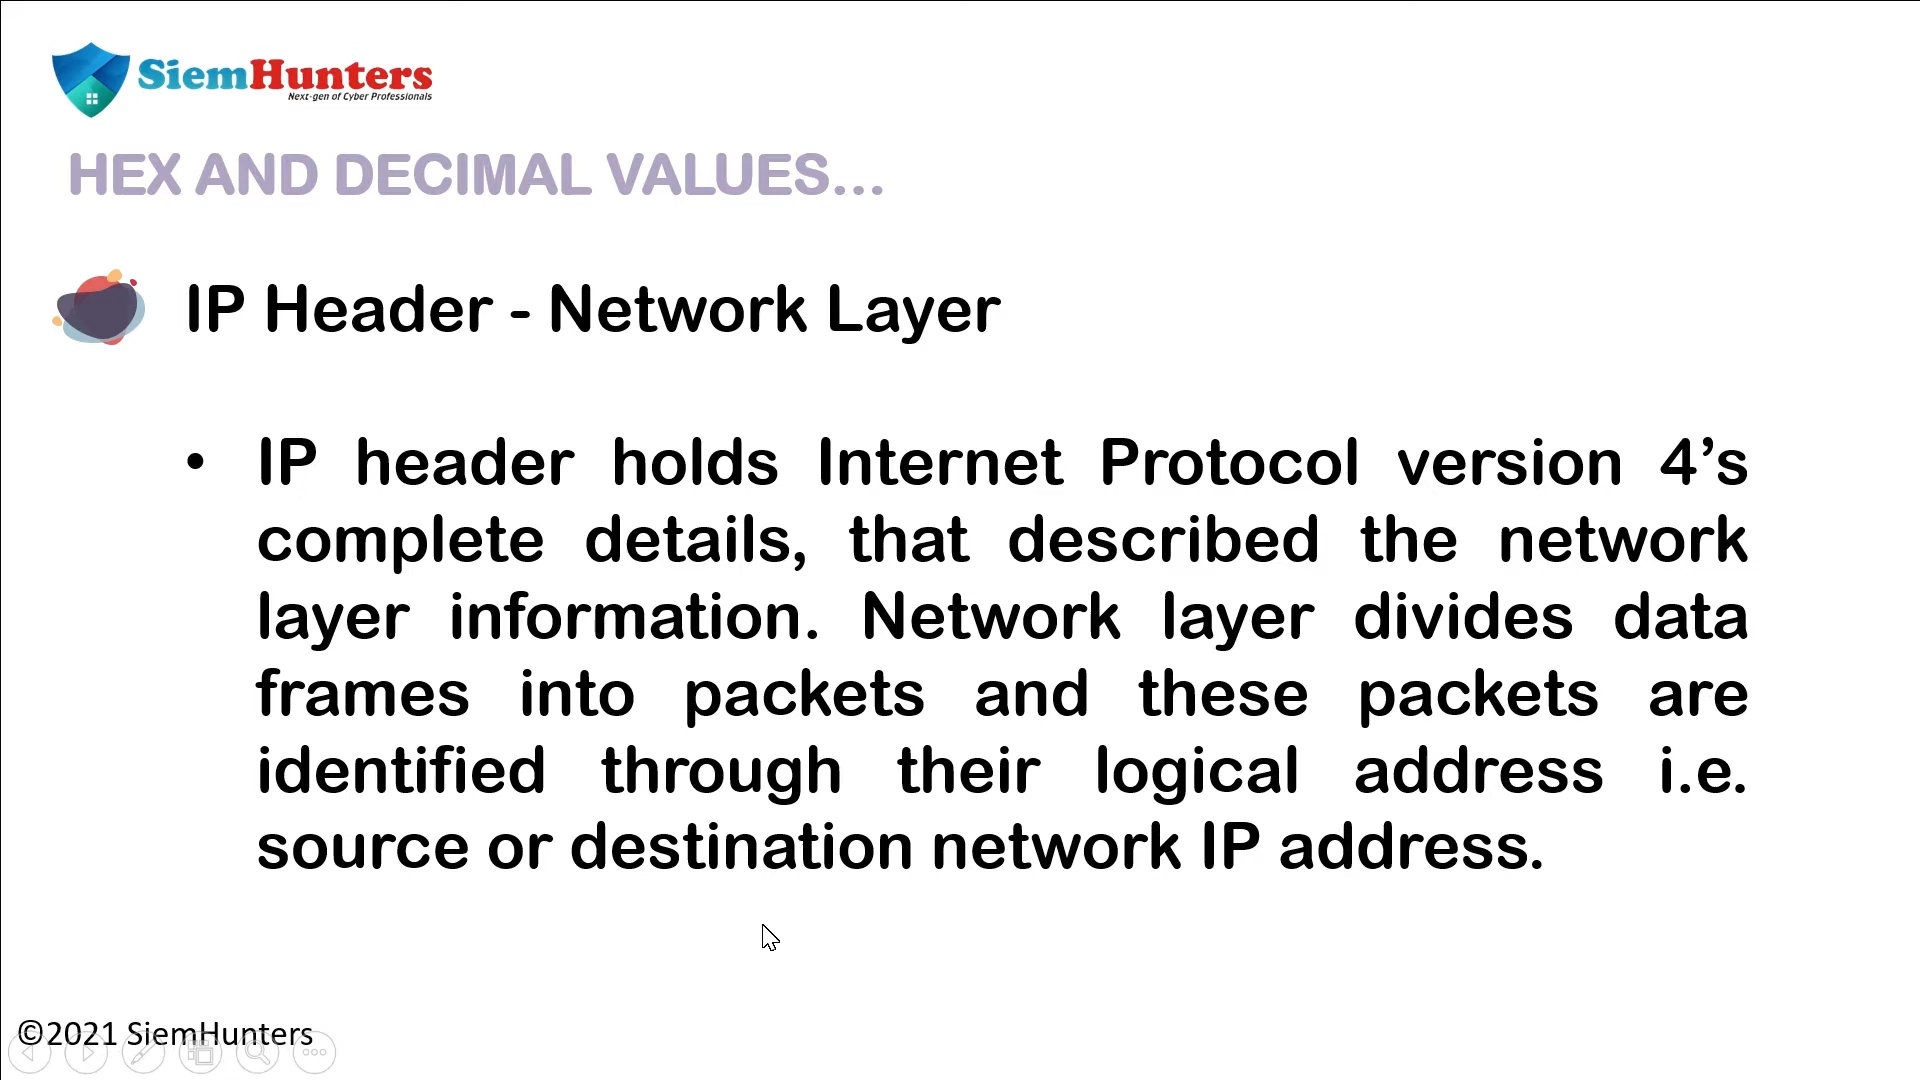 SiemHunters
Next-gen of Cyber Professionals
HEX AND DECIMAL VALUES...
IP Header - Network Layer
• IP header holds Internet Protocol version 4’s
complete details, that described the network
layer information. Network layer divides data
frames into packets and these packets are
identified through their logical address i.e.
source or destination network IP address.
©2021 SiemHunters